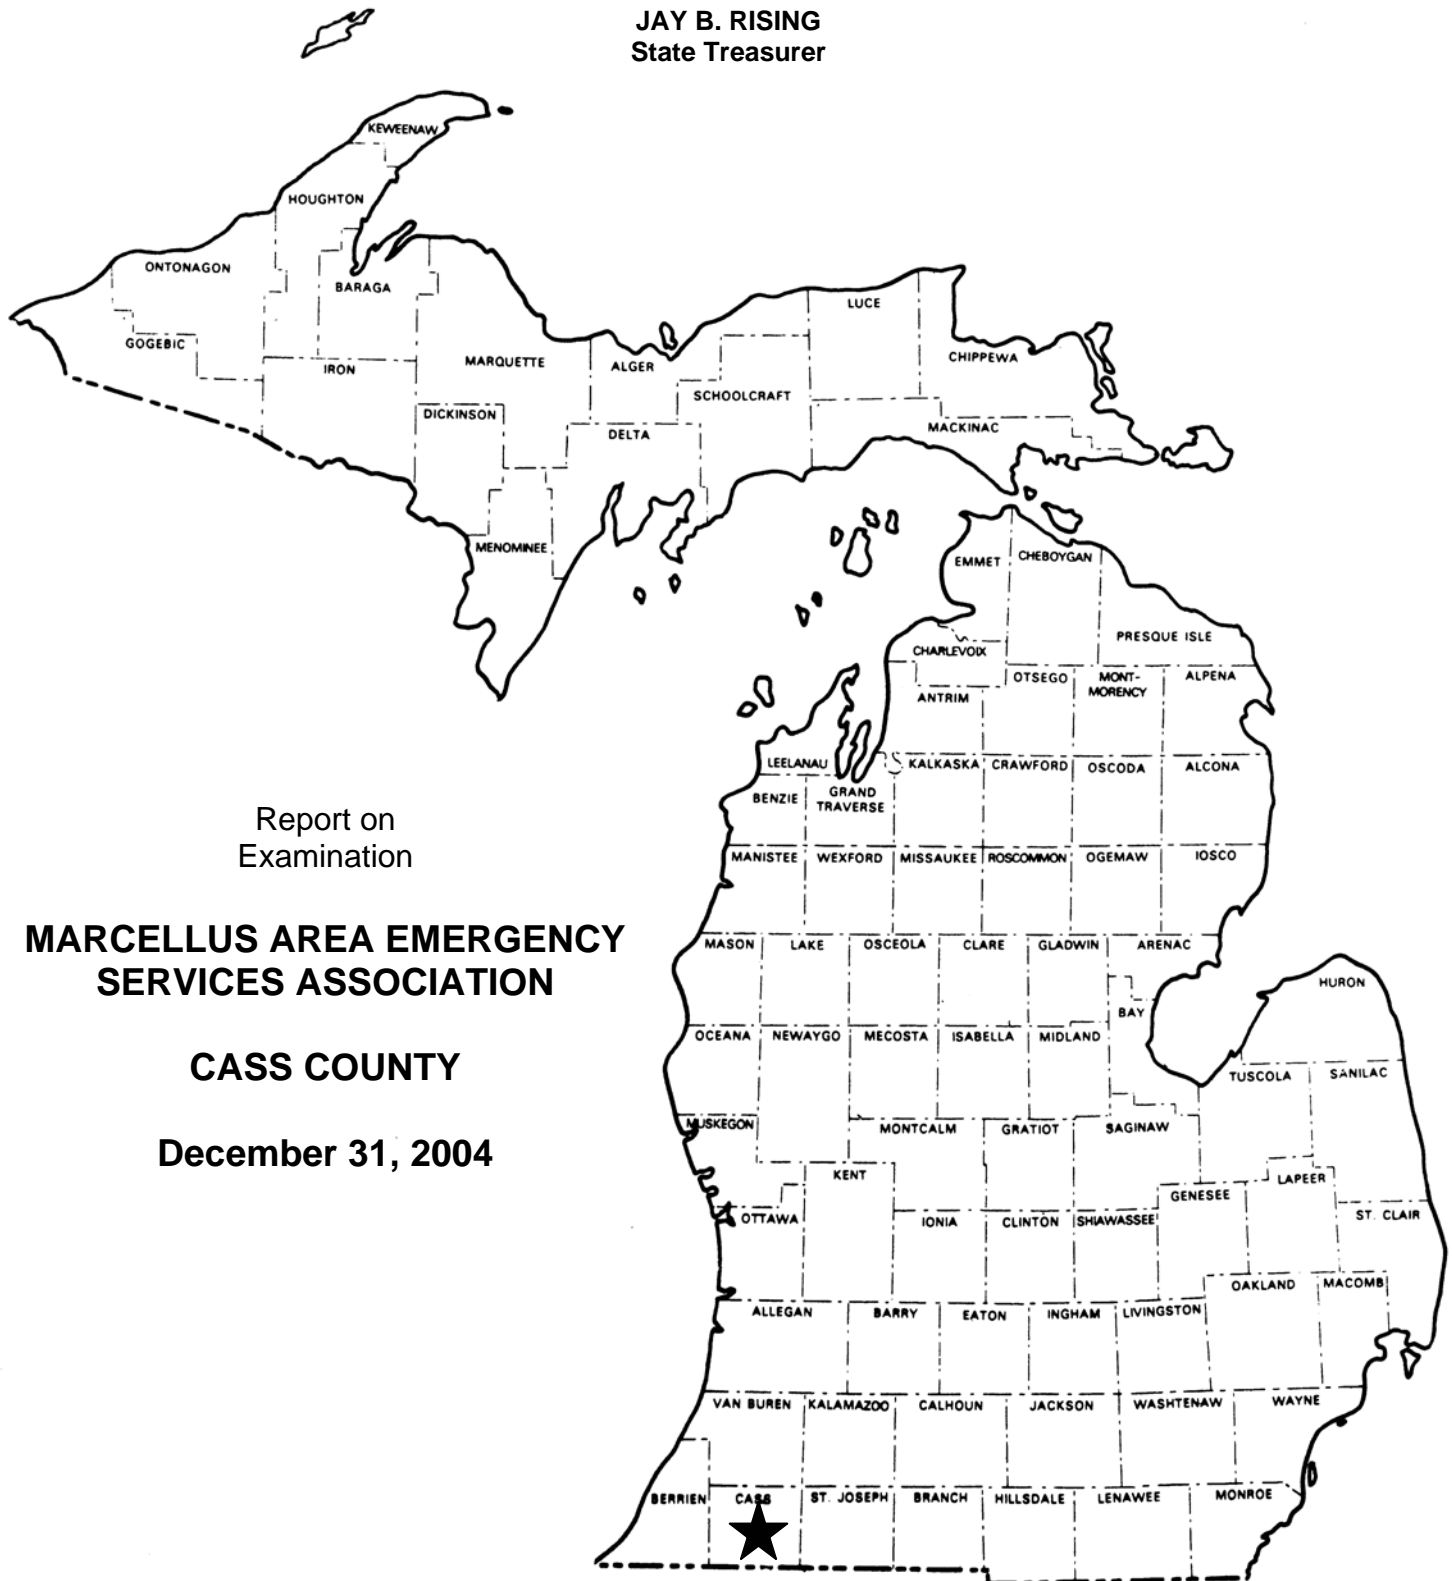 JAY B. RISING
State Treasurer
KEWEENAW
HOUGHTON
ONTONAGON
BARAGA
LUCE
GOGEBIC
IRON
MARQUETTE
ALGER
CHIPPEWA
SCHOOLCRAFT
DICKINSON
DELTA
MACKINAC
MENOMINEE
EMMET
CHEBOYGAN
PRESQUE ISLE
CHARLEVOIX
OTSEGO
MONT-
MORENCY
ALPENA
ANTRIM
LEELANAU
KALKASKA
CRAWFORD
OSCODA
ALCONA
BENZIE
GRAND
TRAVERSE
Report on
Examination
MANISTEE
WEXFORD
MISSAUKEE
ROSCOMMON
OGEMAW
IOSCO
MARCELLUS AREA EMERGENCY
SERVICES ASSOCIATION
MASON
LAKE
OSCEOLA
CLARE
GLADWIN
ARENAC
HURON
BAY
OCEANA
NEWAYGO
MECOSTA
ISABELLA
MIDLAND
CASS COUNTY
TUSCOLA
SANILAC
MUSKEGON
MONTCALM
GRATIOT
SAGINAW
December 31, 2004
KENT
LAPEER
GENESEE
OTTAWA
IONIA
CLINTON
SHIAWASSEE
ST. CLAIR
OAKLAND
MACOMB
ALLEGAN
BARRY
EATON
INGHAM
LIVINGSTON
VAN BUREN
KALAMAZOO
CALHOUN
JACKSON
WASHTENAW
WAYNE
BERRIEN
CASS
ST. JOSEPH
BRANCH
HILLSDALE
LENAWEE
MONROE